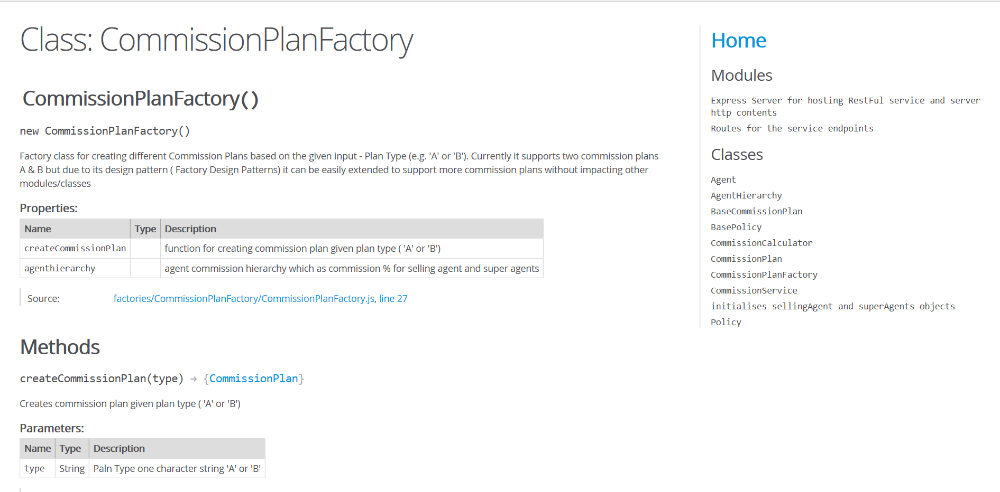 Class: CommissionPlanFactory
CommissionPlanFactory()
new CommissionPlanFactory()
Factory class for creating different Commission Plans based on the given input - Plan Type (e.g. 'A' or 'B'). Currently it supports two commission plans
A & B but due to its design pattern ( Factory Design Patterns) it can be easily extended to support more commission plans without impacting other
modules/classes
Properties:
Name Type Description
createCommissionPlan function for creating commission plan given plan type ( 'A' or 'B')
agenthierarchy agent commission hierarchy which as commission % for selling agent and super agents
Source: factories/CommissionPlanFactory/CommissionPlanFactory.js, line 27
Methods
createCommissionPlan(type) → {CommissionPlan}
Creates commission plan given plan type ( 'A' or 'B')
Parameters:
Name Type Description
type String Paln Type one character string 'A' or 'B'
Home
Modules
Express Server for hosting RestFul service and server
http contents
Routes for the service endpoints
Classes
Agent
AgentHierarchy
BaseCommissionPlan
BasePolicy
CommissionCalculator
CommissionPlan
CommissionPlanFactory
CommissionService
initialises sellingAgent and superAgents objects
Policy